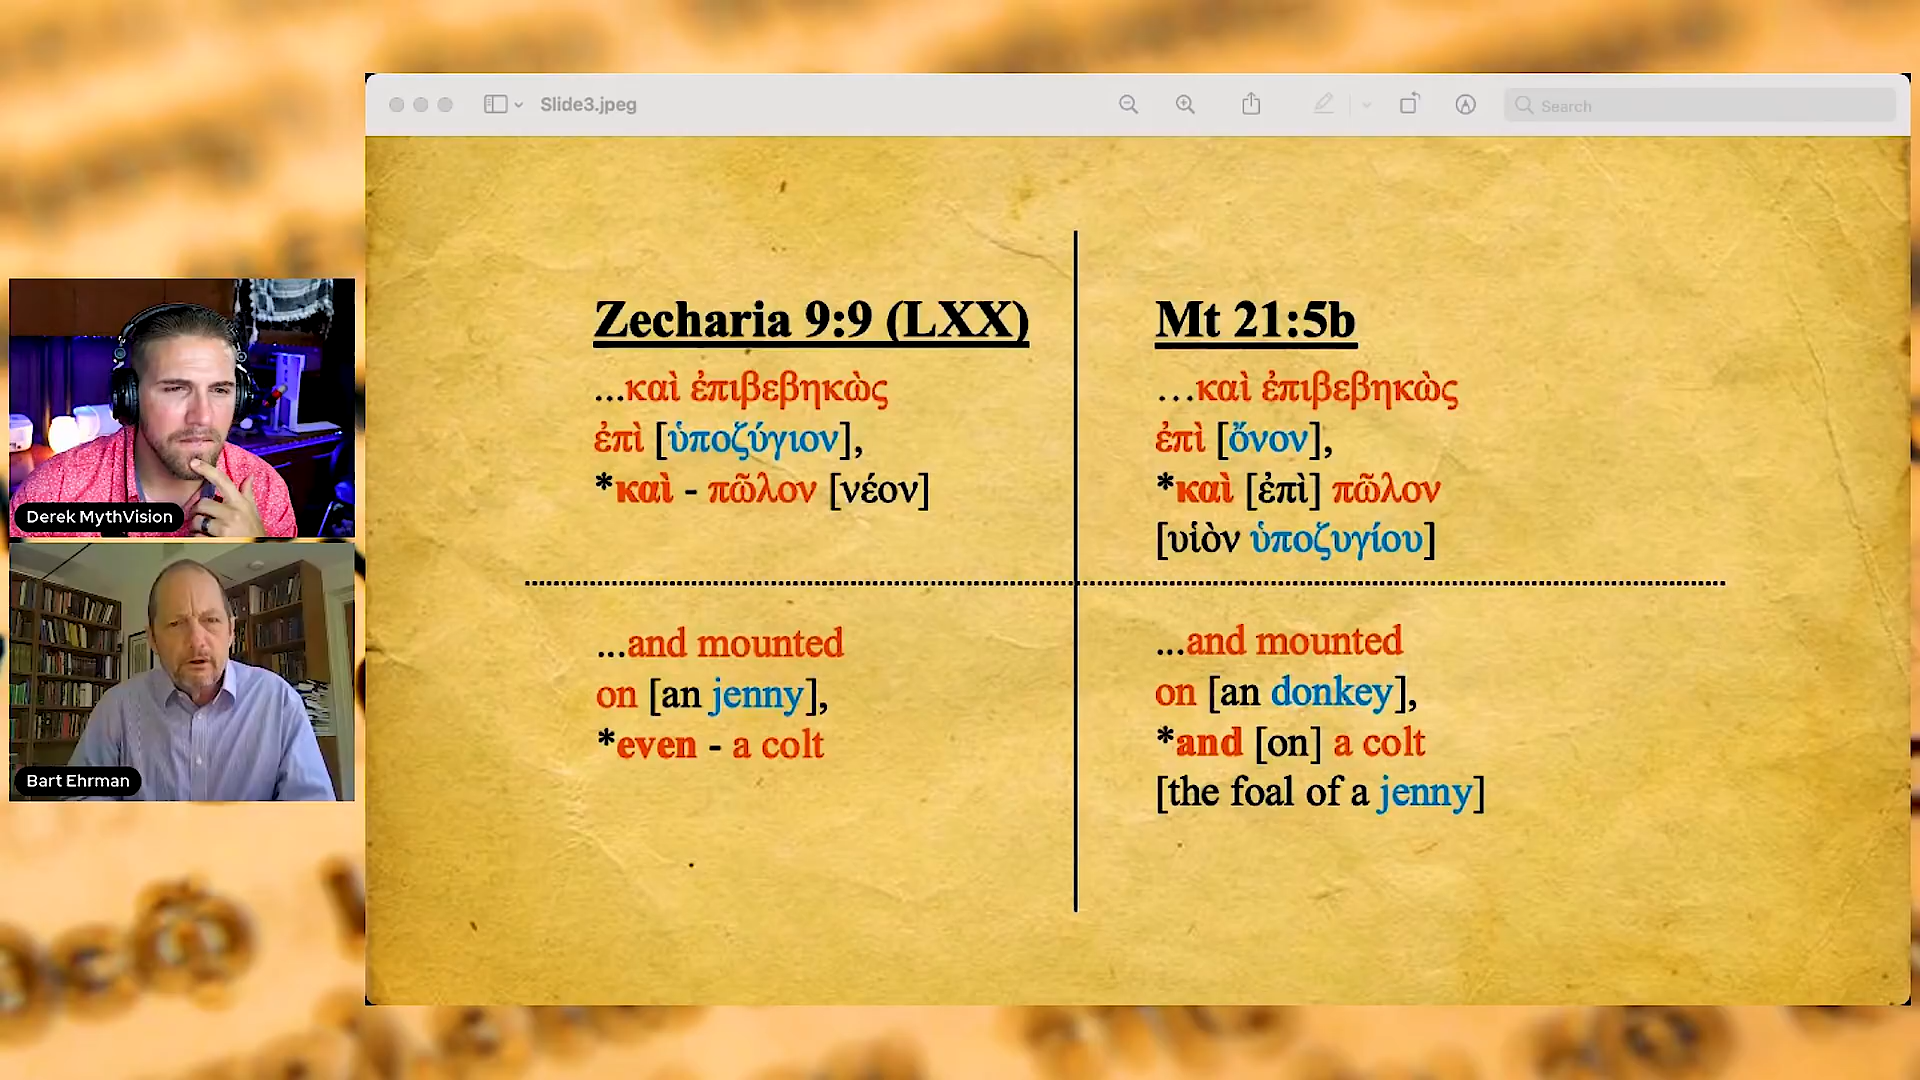 Slide3.jpeg
Search
Zecharia 9:9 (LXX)
...καὶ ἐπιβεβηκὼς
ἐπὶ [ὑποζύγιον],
*καὶ - πῶλον [νέον]
Mt 21:5b
...καὶ ἐπιβεβηκὼς
ἐπὶ [ὄνον],
*καὶ [ἐπὶ] πῶλον
[υἱὸν ὑποζυγίου]
...and mounted
on [an jenny],
*even - a colt
...and mounted
on [an donkey],
*and [on] a colt
[the foal of a jenny]
Derek MythVision
Bart Ehrman